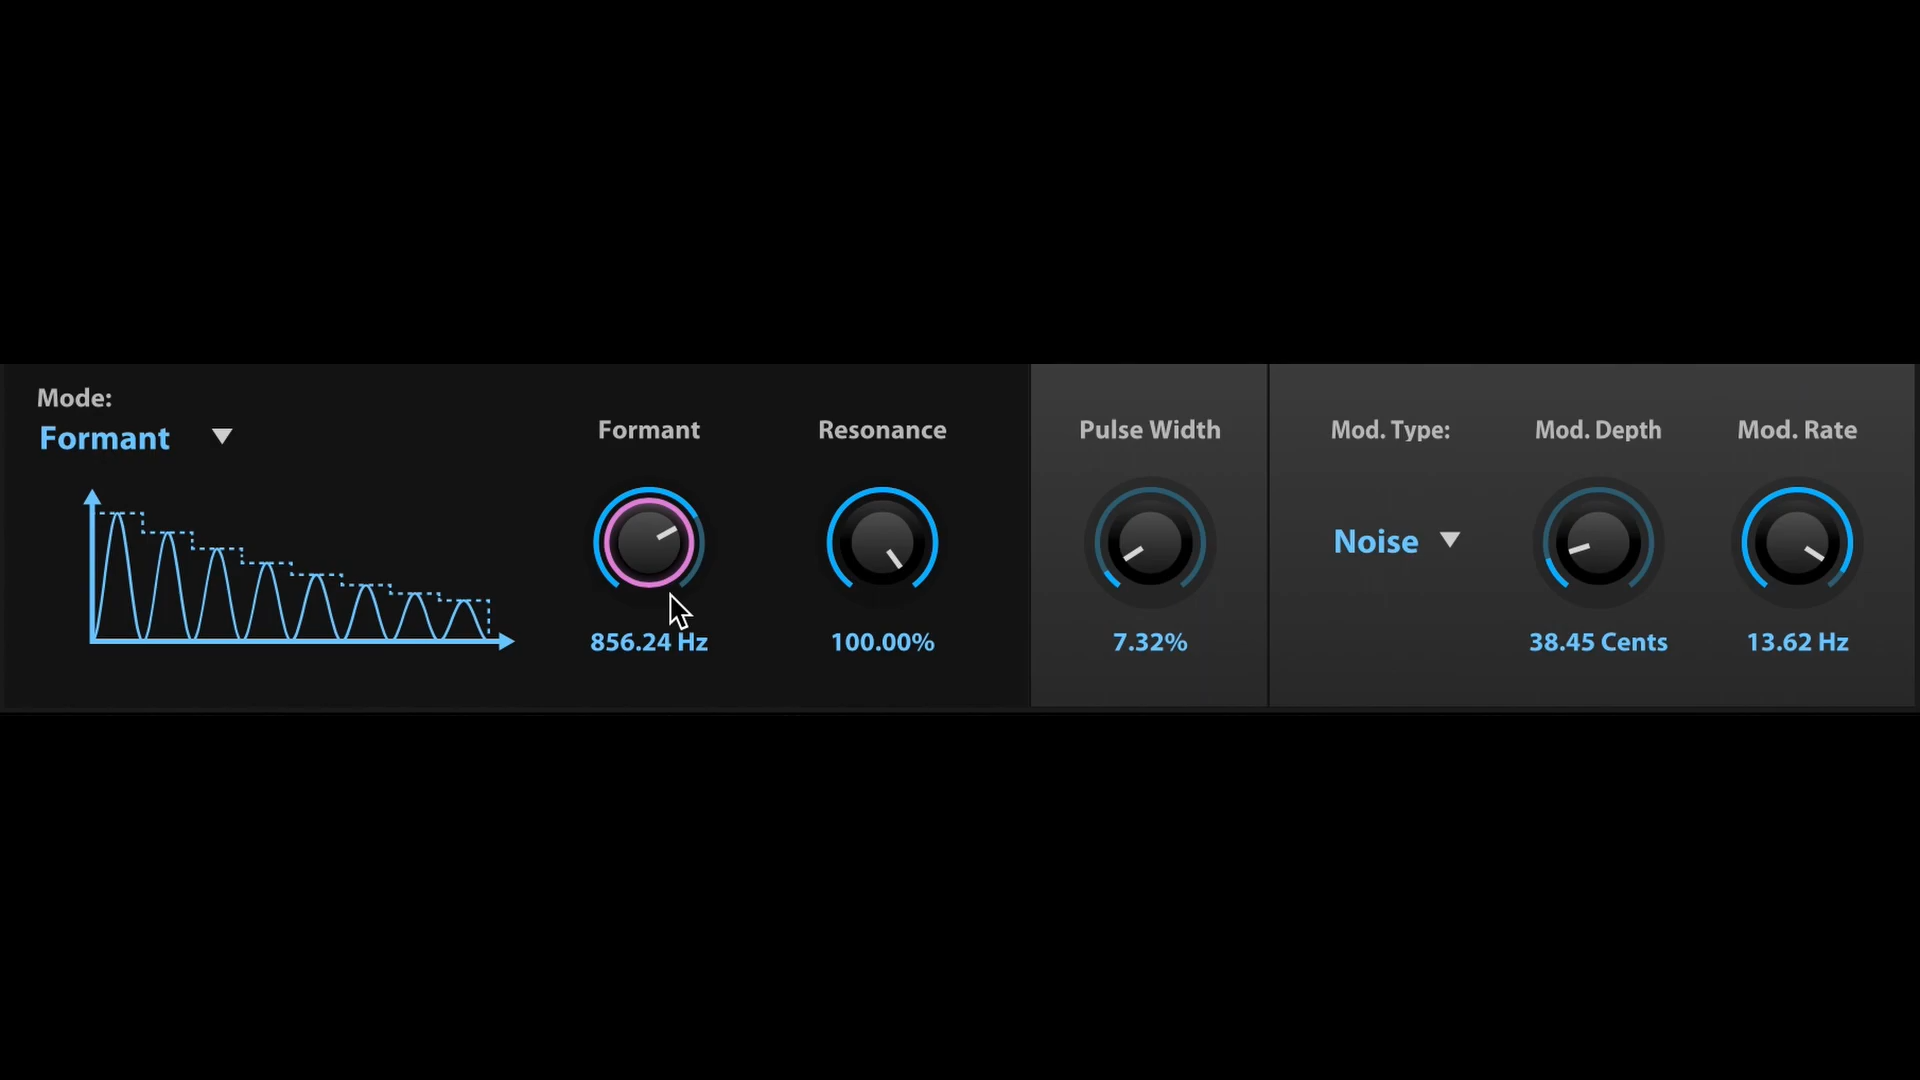 Mode:
Formant
Formant
856.24 Hz
Resonance
100.00%
Pulse Width
7.32%
Mod. Type:
Noise
Mod. Depth
38.45 Cents
Mod. Rate
13.62 Hz